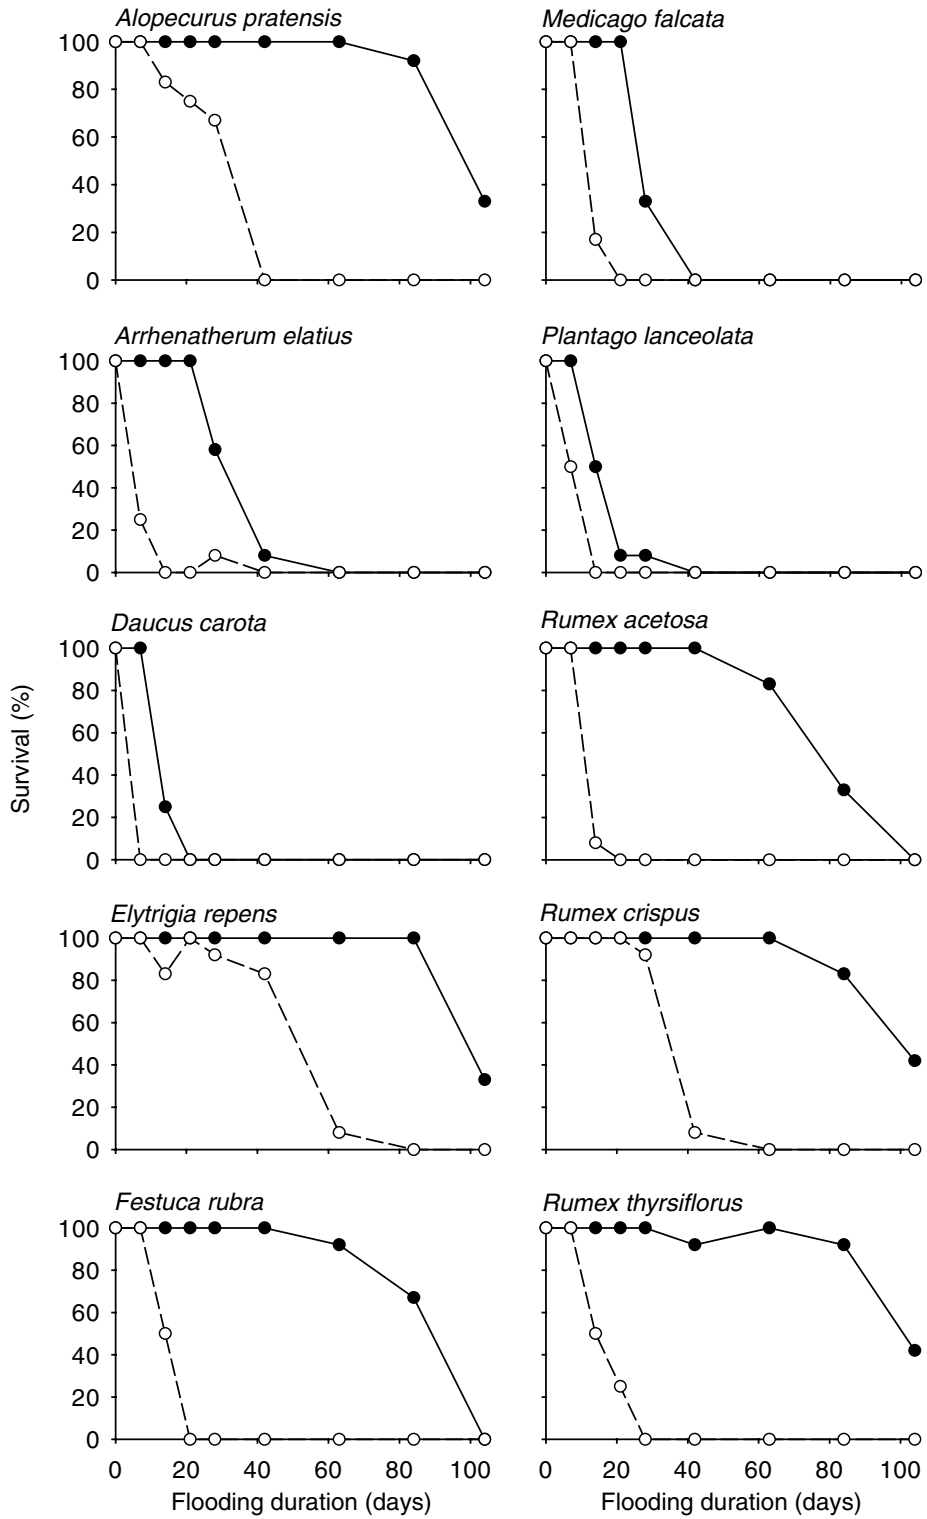 Alopecurus pratensis
100
80
60
40
20
0
Medicago falcata
Arrhenatherum elatius
100
80
60
40
20
0
Plantago lanceolata
Daucus carota
100
80
60
40
20
0
Rumex acetosa
Survival (%)
Elytrigia repens
100
80
60
40
20
0
Rumex crispus
Festuca rubra
100
80
60
40
20
0
0 20 40 60 80 100
Flooding duration (days)
Rumex thyrsiflorus
0 20 40 60 80 100
Flooding duration (days)